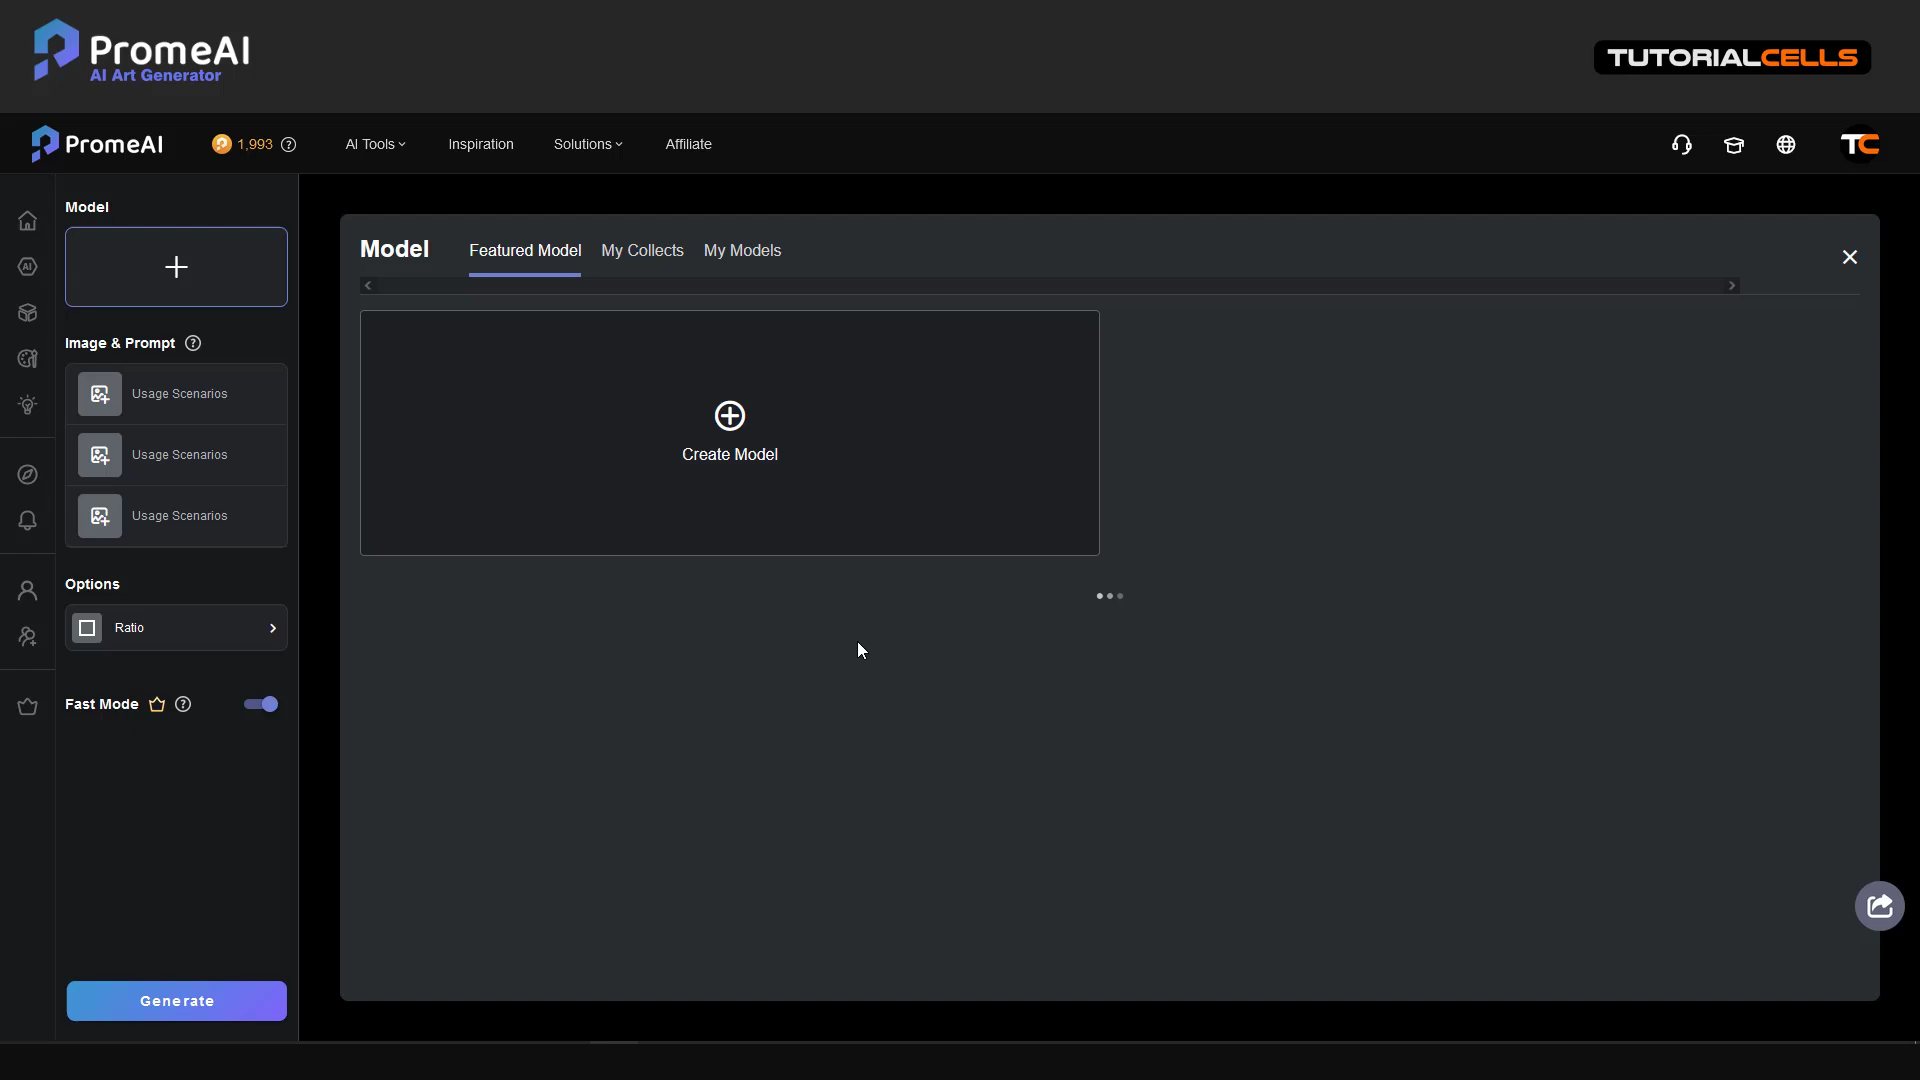 PromeAI
AI Art Generator
TUTORIALCELLS
PromeAI
1,993
AI Tools
Inspiration
Solutions
Affiliate
TC
Model
Image & Prompt
Usage Scenarios
Usage Scenarios
Usage Scenarios
Options
Ratio
Fast Mode
Generate
Model
Featured Model
My Collects
My Models
Create Model